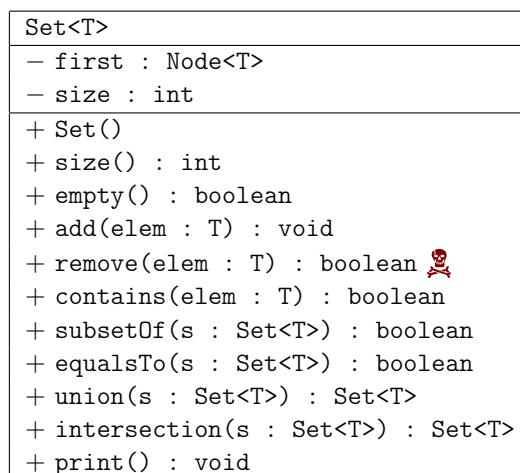 Set<T>
− first : Node<T>
− size : int
+ Set()
+ size() : int
+ empty() : boolean
+ add(elem : T) : void
+ remove(elem : T) : boolean ☠
+ contains(elem : T) : boolean
+ subsetOf(s : Set<T>) : boolean
+ equalsTo(s : Set<T>) : boolean
+ union(s : Set<T>) : Set<T>
+ intersection(s : Set<T>) : Set<T>
+ print() : void